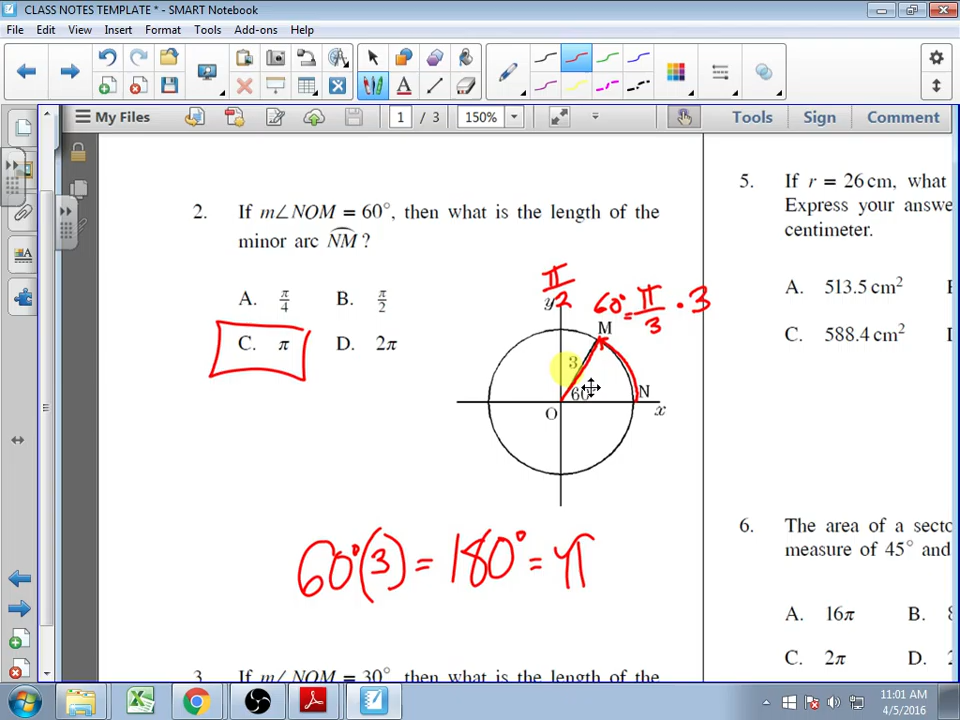 CLASS NOTES TEMPLATE * - SMART Notebook
File Edit View Insert Format Tools Add-ons Help
My Files 1 / 3 150% Tools Sign Comment
2. If m∠NOM = 60°, then what is the length of the
minor arc NM ?
A. π/4 B. π/2
C. π D. 2π
π/2
y
60° = π/3 · 3
M
3
60°
N
O
x
60°(3) = 180° = π
3. If m∠ NOM = 30°, then what is the length of the
5. If r = 26 cm, what
Express your answe
centimeter.
A. 513.5 cm²
C. 588.4 cm²
6. The area of a secto
measure of 45° and
A. 16π B. 8
C. 2π D. 2
11:01 AM
4/5/2016